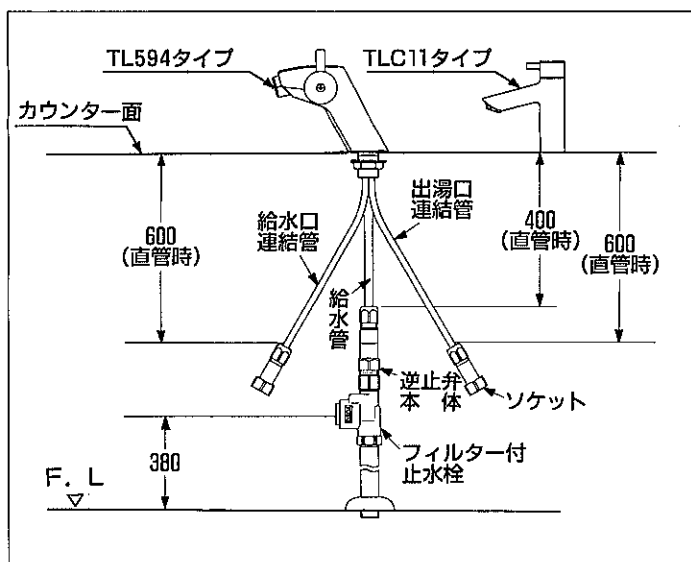 TL594タイプ
TLC11タイプ
カウンター面
給水口
連結管
出湯口
連結管
600
(直管時)
400
(直管時)
600
(直管時)
給水管
逆止弁
本体
ソケット
フィルター付
止水栓
380
F.L